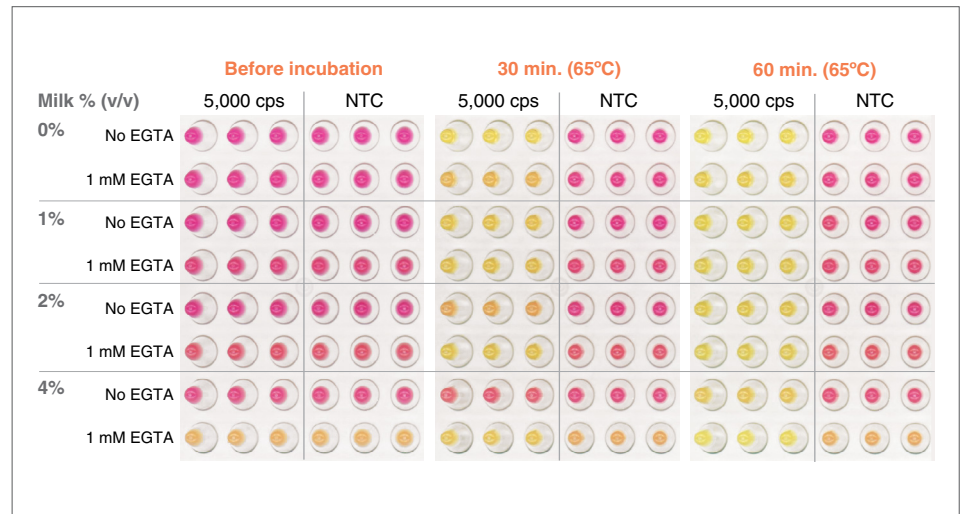 Before incubation 30 min. (65ºC) 60 min. (65ºC)
Milk % (v/v) 5,000 cps NTC 5,000 cps NTC 5,000 cps NTC
0% No EGTA
1 mM EGTA
1% No EGTA
1 mM EGTA
2% No EGTA
1 mM EGTA
4% No EGTA
1 mM EGTA